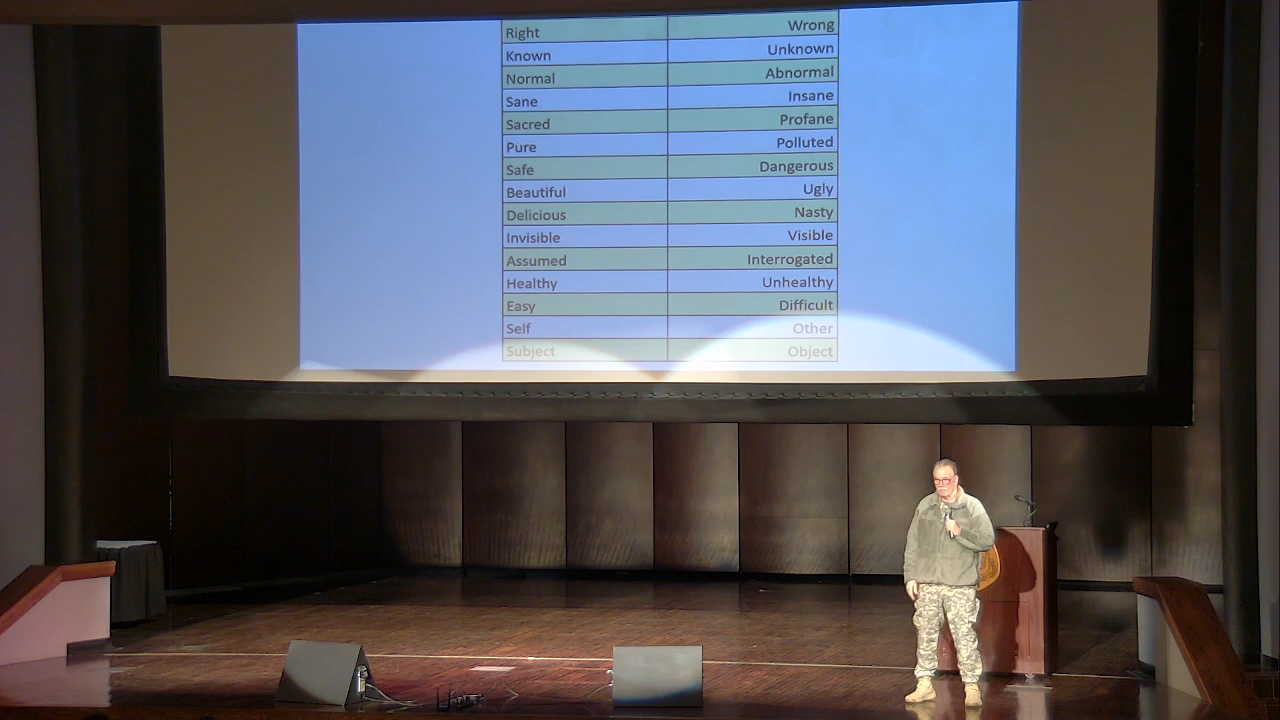 Right Wrong
Known Unknown
Normal Abnormal
Sane Insane
Sacred Profane
Pure Polluted
Safe Dangerous
Beautiful Ugly
Delicious Nasty
Invisible Visible
Assumed Interrogated
Healthy Unhealthy
Easy Difficult
Self Other
Subject Object